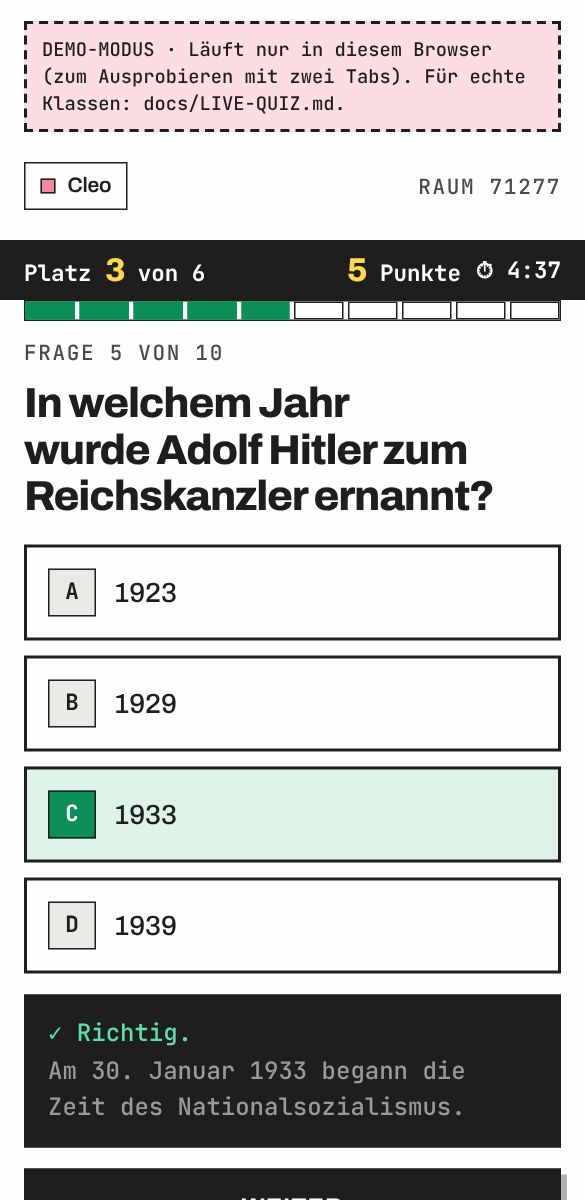 DEMO-MODUS · Läuft nur in diesem Browser
(zum Ausprobieren mit zwei Tabs). Für echte
Klassen: docs/LIVE-QUIZ.md.
Cleo
RAUM 71277
Platz 3 von 6
5 Punkte ⏱ 4:37
FRAGE 5 VON 10
In welchem Jahr
wurde Adolf Hitler zum
Reichskanzler ernannt?
A 1923
B 1929
C 1933
D 1939
✓ Richtig.
Am 30. Januar 1933 begann die
Zeit des Nationalsozialismus.